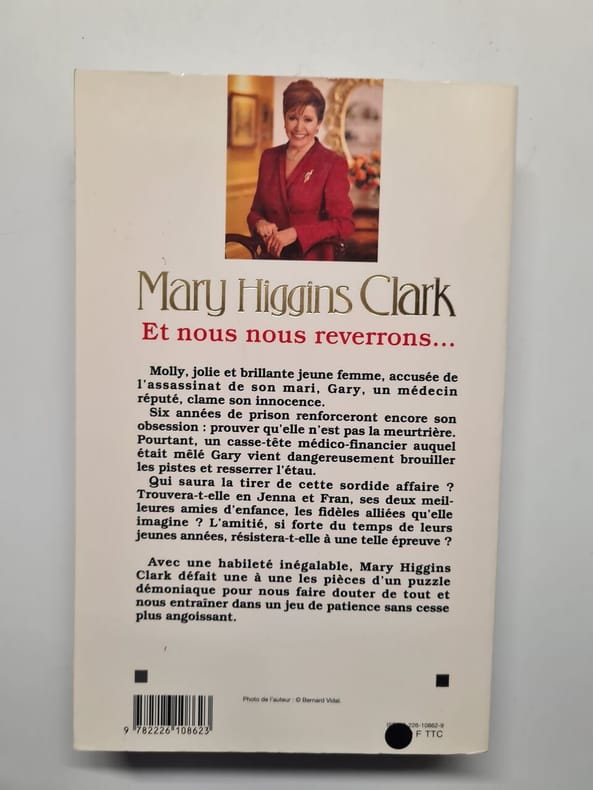 Mary Higgins Clark
Et nous nous reverrons...
Molly, jolie et brillante jeune femme, accusée de
l'assassinat de son mari, Gary, un médecin
réputé, clame son innocence.
Six années de prison renforceront encore son
obsession : prouver qu'elle n'est pas la meurtrière.
Pourtant, un casse-tête médico-financier auquel
était mêlé Gary vient dangereusement brouiller
les pistes et resserrer l'étau.
Qui saura la tirer de cette sordide affaire ?
Trouvera-t-elle en Jenna et Fran, ses deux meil-
leures amies d'enfance, les fidèles alliées qu'elle
imagine ? L'amitié, si forte du temps de leurs
jeunes années, résistera-t-elle à une telle épreuve ?
Avec une habileté inégalable, Mary Higgins
Clark défait une à une les pièces d'un puzzle
démoniaque pour nous faire douter de tout et
nous entraîner dans un jeu de patience sans cesse
plus angoissant.
Photo de l'auteur : © Bernard Vidal.
226-10862-9
F TTC
9 782226 108623